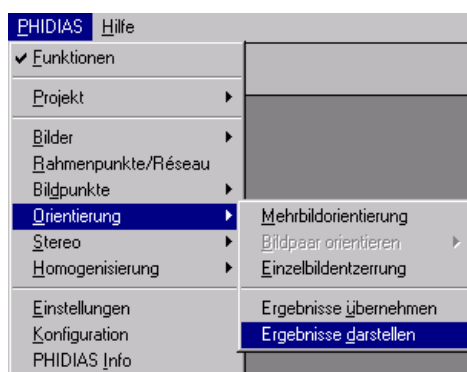 PHIDIAS Hilfe
Funktionen
Projekt
Bilder
Rahmenpunkte/Réseau
Bildpunkte
Orientierung
Stereo
Homogenisierung
Einstellungen
Konfiguration
PHIDIAS Info
Mehrbildorientierung
Bildpaar orientieren
Einzelbildentzerrung
Ergebnisse übernehmen
Ergebnisse darstellen